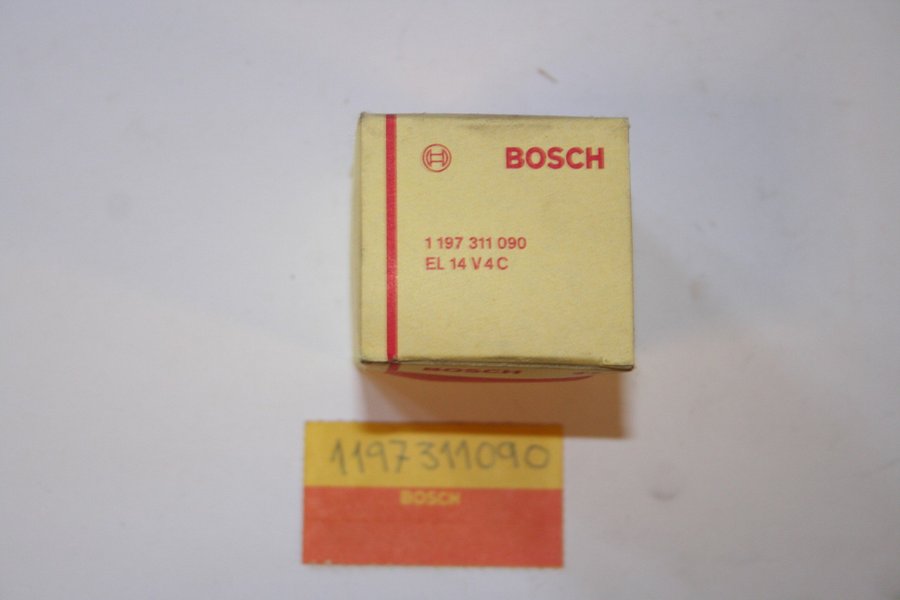 BOSCH
1 197 311 090
EL 14 V 4 C
BOSCH
1197311090
BOSCH